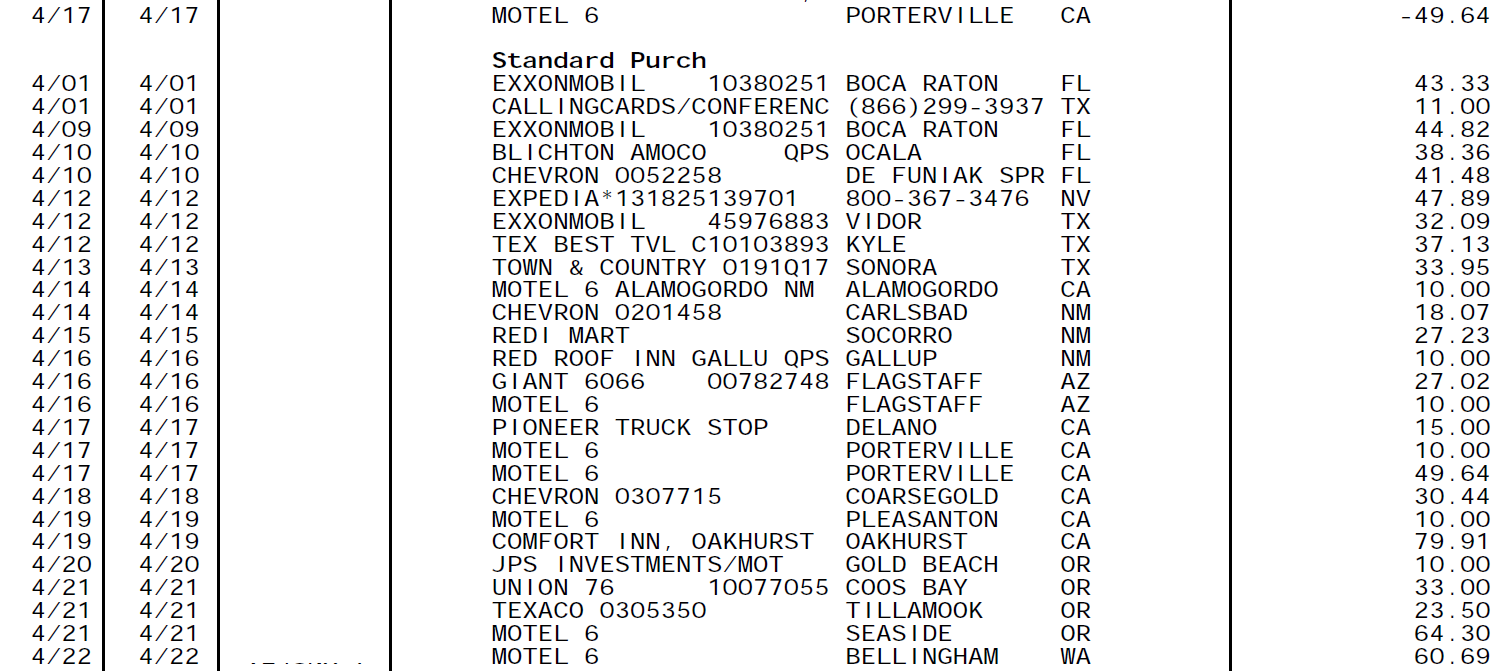 4/17 4/17 MOTEL 6 PORTERVILLE CA -49.64
Standard Purch
4/01 4/01 EXXONMOBIL 10380251 BOCA RATON FL 43.33
4/01 4/01 CALLINGCARDS/CONFERENC (866)299-3937 TX 11.00
4/09 4/09 EXXONMOBIL 10380251 BOCA RATON FL 44.82
4/10 4/10 BLICHTON AMOCO QPS OCALA FL 38.36
4/10 4/10 CHEVRON 0052258 DE FUNIAK SPR FL 41.48
4/12 4/12 EXPEDIA*131825139701 800-367-3476 NV 47.89
4/12 4/12 EXXONMOBIL 45976883 VIDOR TX 32.09
4/12 4/12 TEX BEST TVL C10103893 KYLE TX 37.13
4/13 4/13 TOWN & COUNTRY 0191Q17 SONORA TX 33.95
4/14 4/14 MOTEL 6 ALAMOGORDO NM ALAMOGORDO CA 10.00
4/14 4/14 CHEVRON 0201458 CARLSBAD NM 18.07
4/15 4/15 REDI MART SOCORRO NM 27.23
4/16 4/16 RED ROOF INN GALLU QPS GALLUP NM 10.00
4/16 4/16 GIANT 6066 00782748 FLAGSTAFF AZ 27.02
4/16 4/16 MOTEL 6 FLAGSTAFF AZ 10.00
4/17 4/17 PIONEER TRUCK STOP DELANO CA 15.00
4/17 4/17 MOTEL 6 PORTERVILLE CA 10.00
4/17 4/17 MOTEL 6 PORTERVILLE CA 49.64
4/18 4/18 CHEVRON 0307715 COARSEGOLD CA 30.44
4/19 4/19 MOTEL 6 PLEASANTON CA 10.00
4/19 4/19 COMFORT INN, OAKHURST OAKHURST CA 79.91
4/20 4/20 JPS INVESTMENTS/MOT GOLD BEACH OR 10.00
4/21 4/21 UNION 76 10077055 COOS BAY OR 33.00
4/21 4/21 TEXACO 0305350 TILLAMOOK OR 23.50
4/21 4/21 MOTEL 6 SEASIDE OR 64.30
4/22 4/22 MOTEL 6 BELLINGHAM WA 60.69